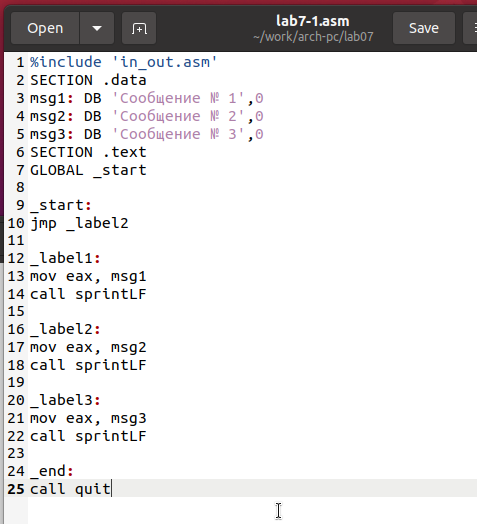 Open
lab7-1.asm
~/work/arch-pc/lab07
Save
1 %include 'in_out.asm'
2 SECTION .data
3 msg1: DB 'Сообщение № 1',0
4 msg2: DB 'Сообщение № 2',0
5 msg3: DB 'Сообщение № 3',0
6 SECTION .text
7 GLOBAL _start
8
9 _start:
10 jmp _label2
11
12 _label1:
13 mov eax, msg1
14 call sprintLF
15
16 _label2:
17 mov eax, msg2
18 call sprintLF
19
20 _label3:
21 mov eax, msg3
22 call sprintLF
23
24 _end:
25 call quit